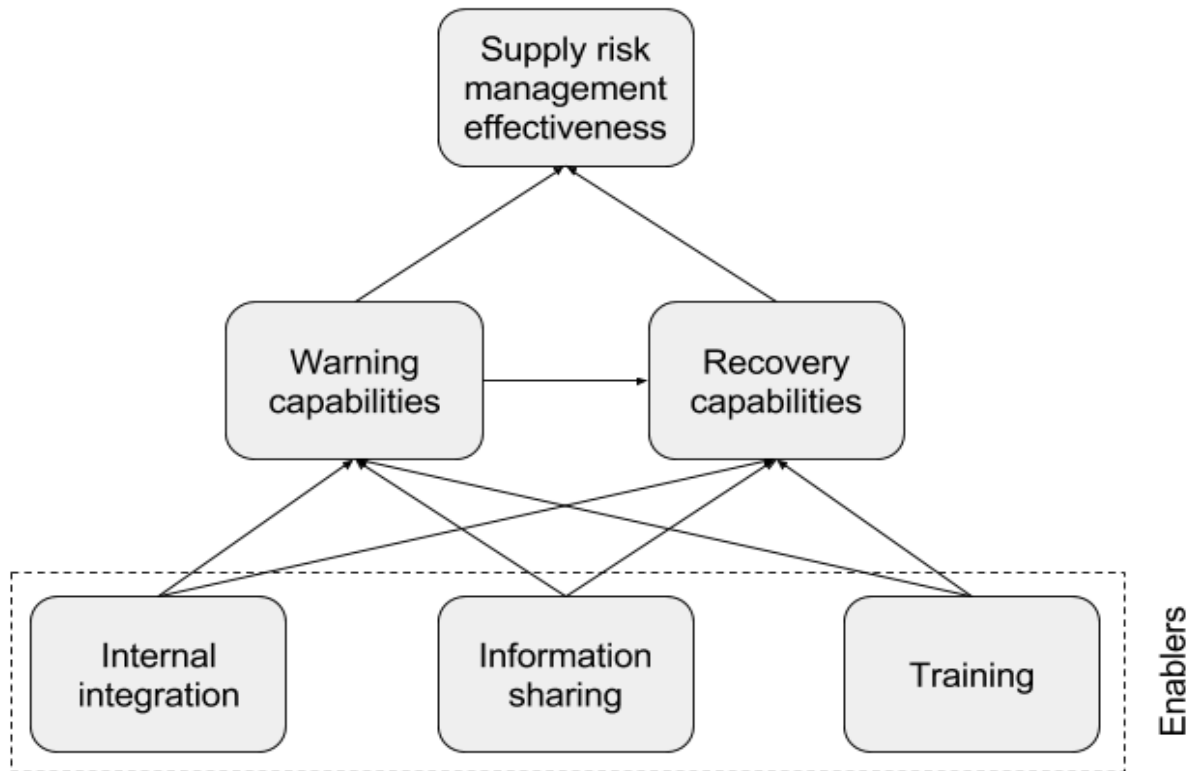 Supply risk
management
effectiveness
Warning
capabilities
Recovery
capabilities
Internal
integration
Information
sharing
Training
Enablers